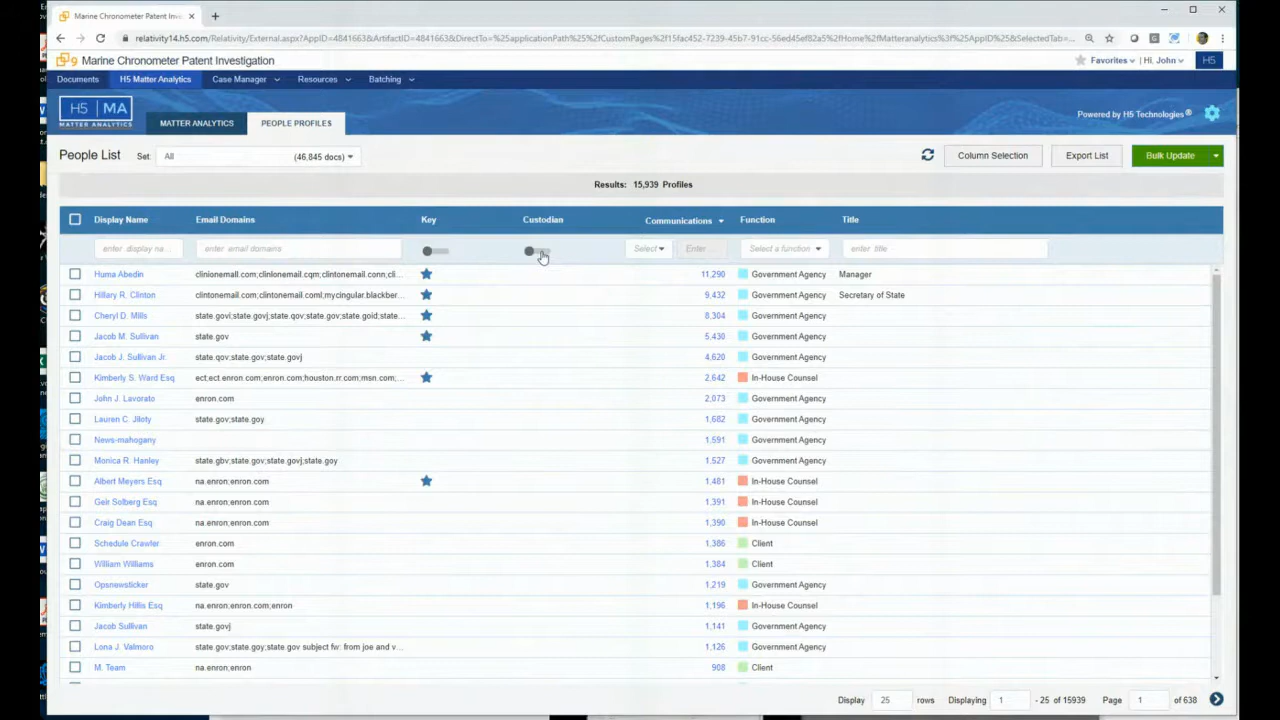 Marine Chronometer Patent Inve
relativity14.h5.com/Relativity/External.aspx?AppID=4841663&ArtifactID=4841663&DirectTo=%25applicationPath%25%2fCustomPages%2f15fac452-7239-45b7-91cc-56ed45ef82a5%2fHome%2fMatteranalytics%3f%25AppID%25&SelectedTab=...
Marine Chronometer Patent Investigation
Favorites | Hi, John H5
Documents H5 Matter Analytics Case Manager Resources Batching
H5 | MA
MATTER ANALYTICS
MATTER ANALYTICS PEOPLE PROFILES
Powered by H5 Technologies ®
People List Set: All (46,845 docs) Column Selection Export List Bulk Update
Results: 15,939 Profiles
Display Name Email Domains Key Custodian Communications Function Title
enter display na... enter email domains Select Enter... Select a function enter title
Huma Abedin clinionemall.com;clinlonemail.cqm;clintonemail.conn;cli... 11,290 Government Agency Manager
Hillary R. Clinton clintonemail.com;clintonemail.coml;mycingular.blackber... 9,432 Government Agency Secretary of State
Cheryl D. Mills state.govi;state.govj;state.qov;state.gov;state.goid;state... 8,304 Government Agency
Jacob M. Sullivan state.gov 5,430 Government Agency
Jacob J. Sullivan Jr. state.qov;state.gov;state.govj 4,620 Government Agency
Kimberly S. Ward Esq ect;ect.enron.com;enron.com;houston.rr.com;msn.com;... 2,642 In-House Counsel
John J. Lavorato enron.com 2,073 Government Agency
Lauren C. Jiloty state.gov;state.goy 1,682 Government Agency
News-mahogany 1,591 Government Agency
Monica R. Hanley state.gbv;state.gov;state.govj;state.goy 1,527 Government Agency
Albert Meyers Esq na.enron;enron.com 1,481 In-House Counsel
Geir Solberg Esq na.enron;enron.com 1,391 In-House Counsel
Craig Dean Esq na.enron;enron.com 1,390 In-House Counsel
Schedule Crawler enron.com 1,386 Client
William Williams enron.com 1,384 Client
Opsnewsticker state.gov 1,219 Government Agency
Kimberly Hillis Esq na.enron;enron.com;enron 1,196 In-House Counsel
Jacob Sullivan state.govj 1,141 Government Agency
Lona J. Valmoro state.gov;state.goy;state.gov subject fw: from joe and v... 1,126 Government Agency
M. Team na.enron;enron 908 Client
Display 25 rows Displaying 1 - 25 of 15939 Page 1 of 638